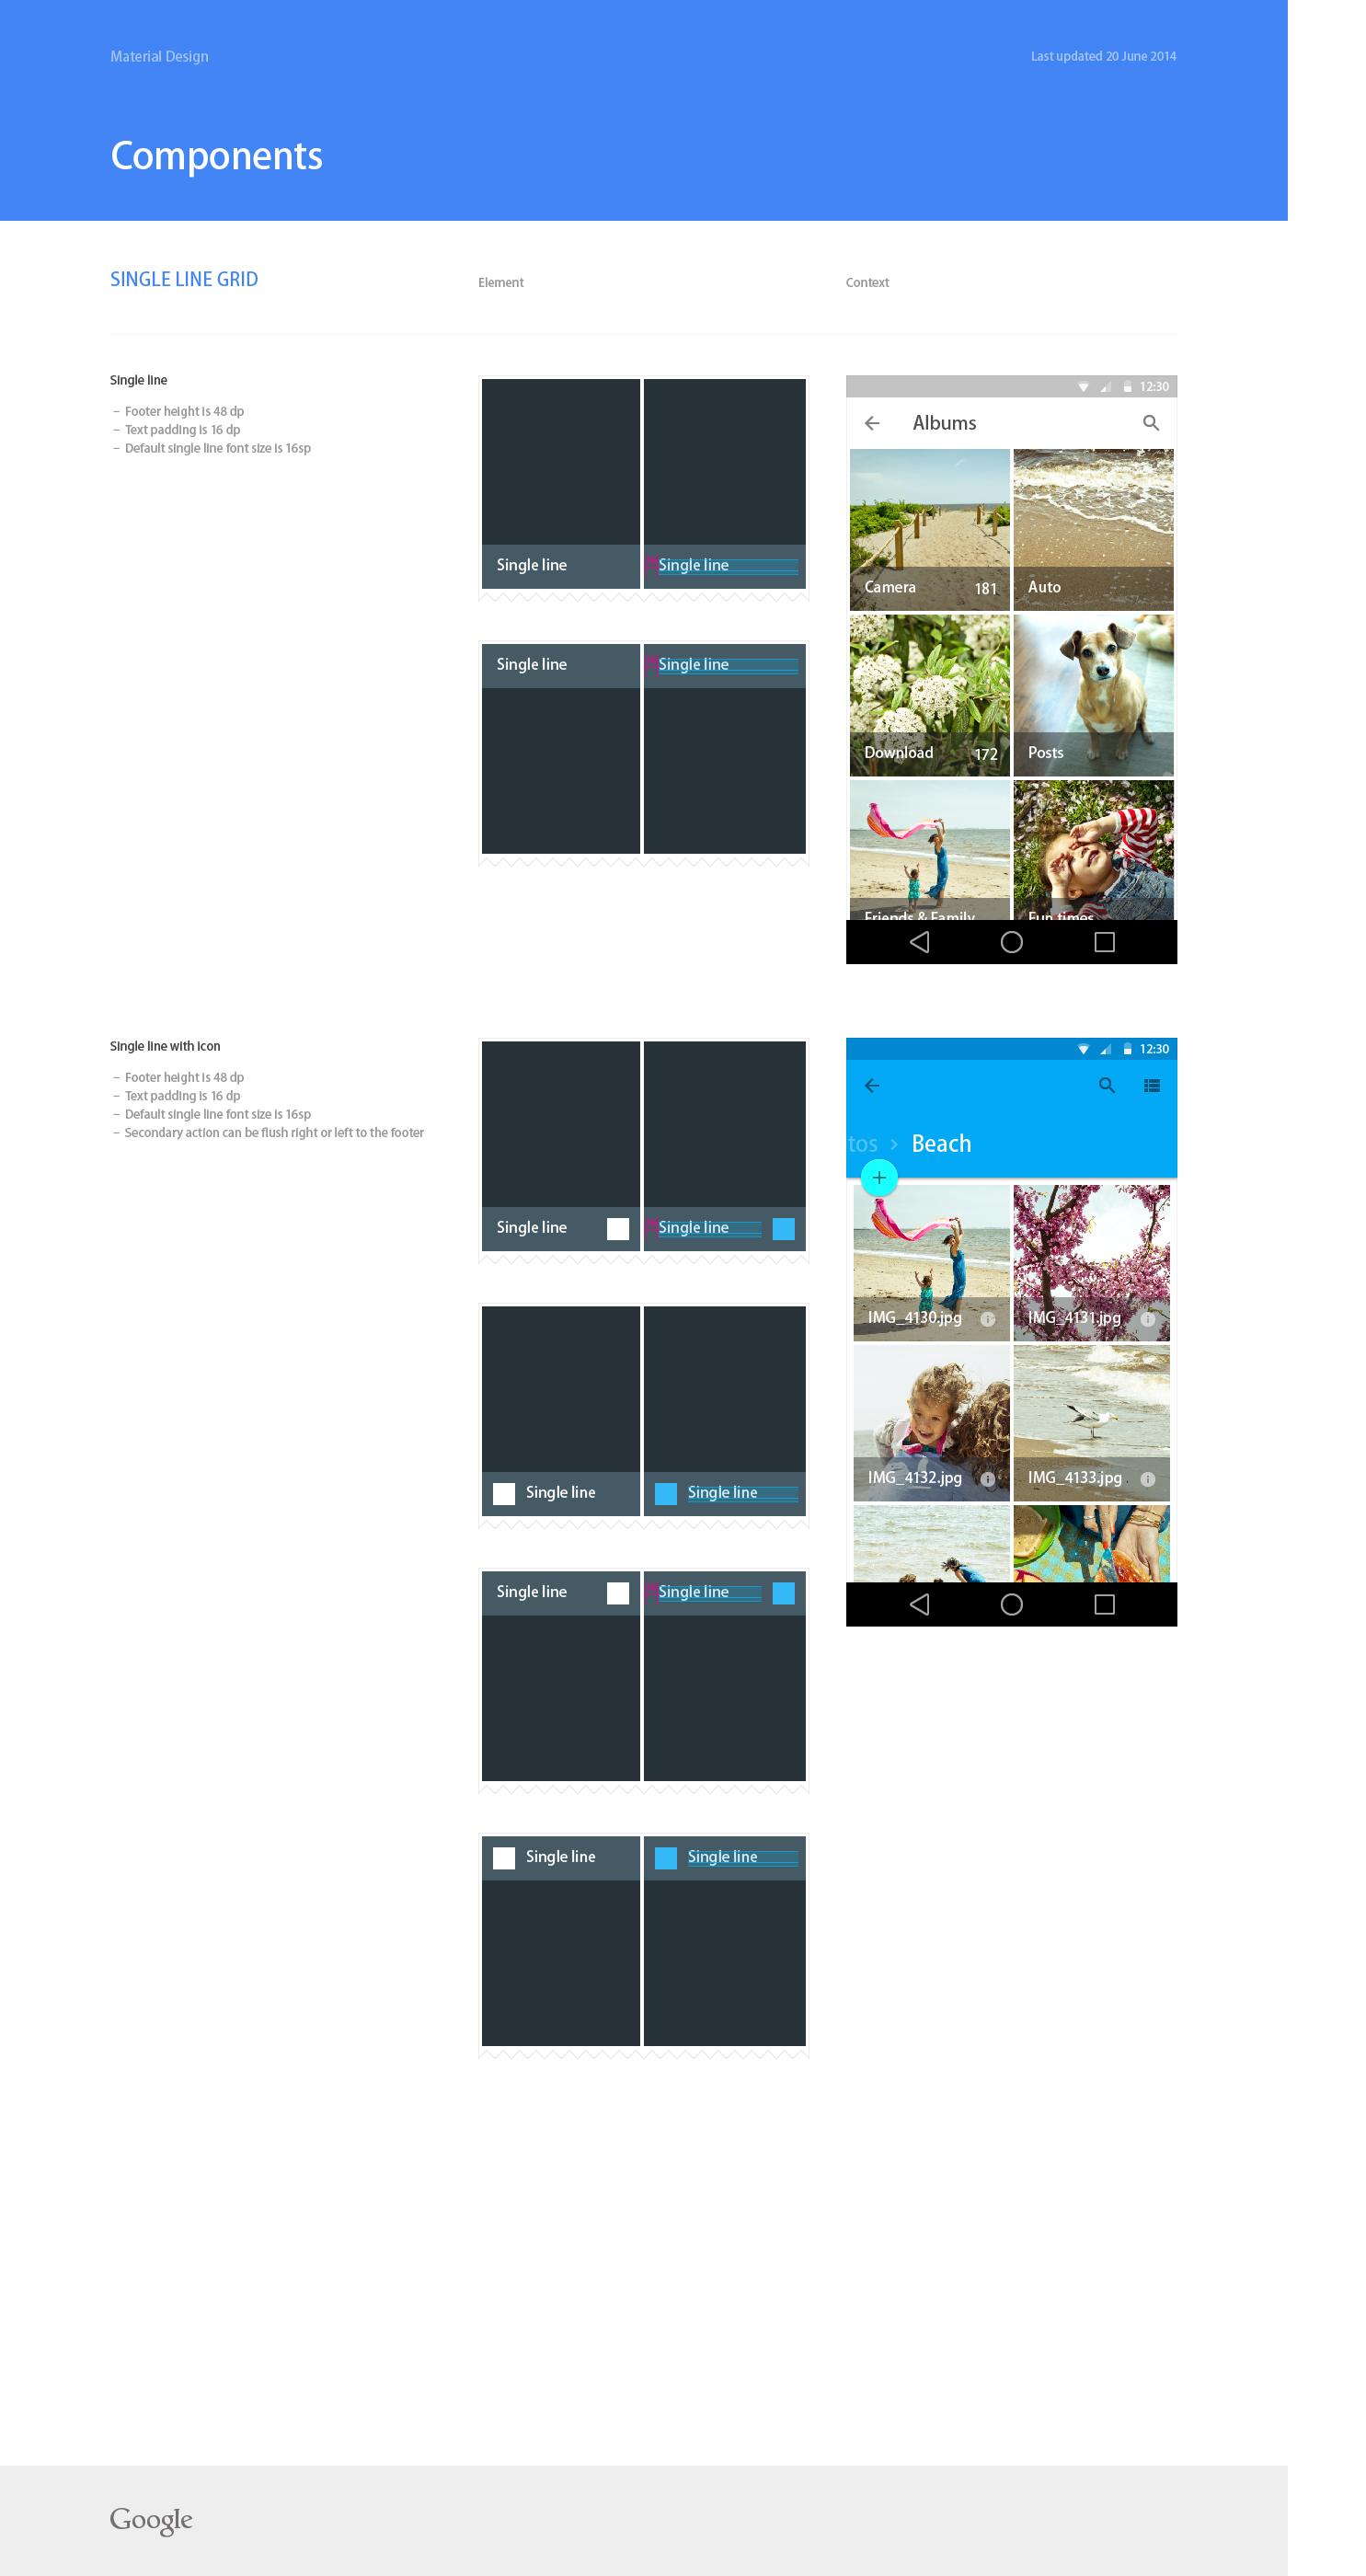 Material Design
Last updated 20 June 2014
Components
SINGLE LINE GRID
Element
Context
Single line
– Footer height is 48 dp
– Text padding is 16 dp
– Default single line font size is 16sp
Single line
Single line
Single line
Single line
12:30
Albums
Camera 181
Auto
Download 172
Posts
Friends & Family
Fun times
Single line with icon
– Footer height is 48 dp
– Text padding is 16 dp
– Default single line font size is 16sp
– Secondary action can be flush right or left to the footer
Single line
Single line
Single line
Single line
Single line
Single line
Single line
Single line
12:30
tos > Beach
IMG_4130.jpg
IMG_4131.jpg
IMG_4132.jpg
IMG_4133.jpg
Google